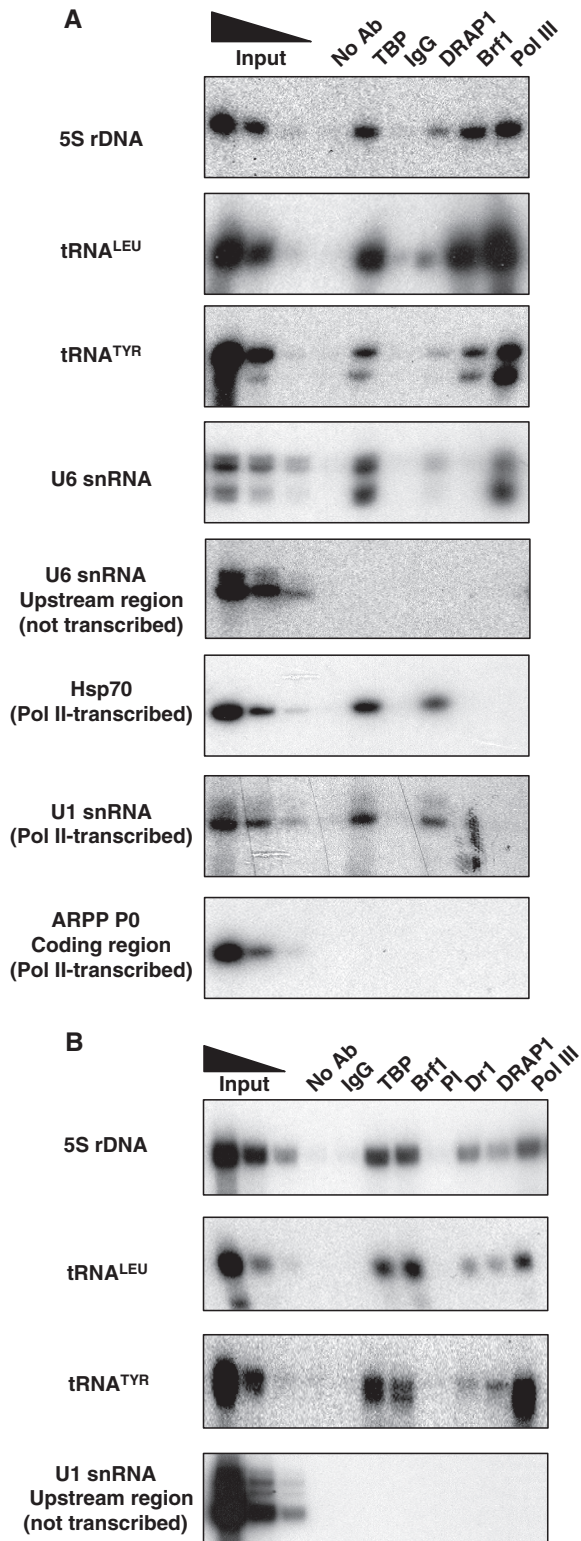 A
Input
No Ab
TBP
IgG
DRAP1
Brf1
Pol III
5S rDNA
tRNALEU
tRNATYR
U6 snRNA
U6 snRNA
Upstream region
(not transcribed)
Hsp70
(Pol II-transcribed)
U1 snRNA
(Pol II-transcribed)
ARPP P0
Coding region
(Pol II-transcribed)
B
Input
No Ab
IgG
TBP
Brf1
PI
Dr1
DRAP1
Pol III
5S rDNA
tRNALEU
tRNATYR
U1 snRNA
Upstream region
(not transcribed)